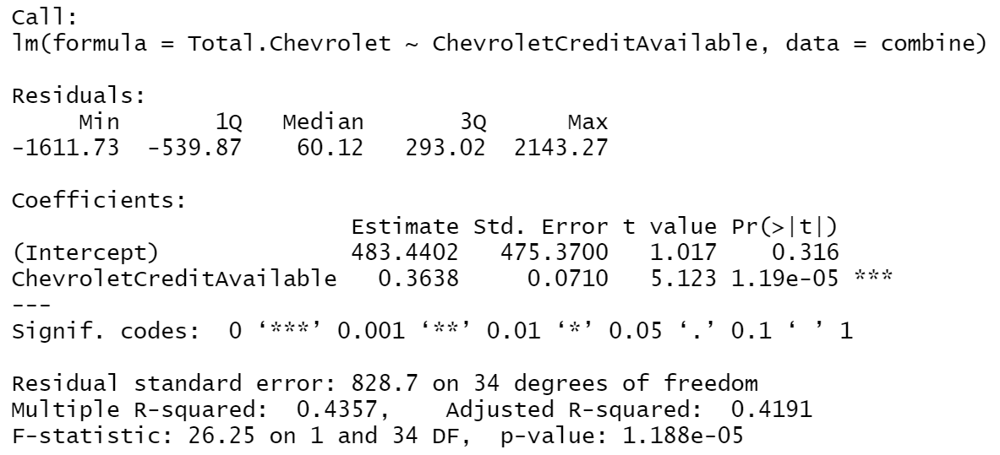 Call:
lm(formula = Total.Chevrolet ~ ChevroletCreditAvailable, data = combine)
Residuals:
Min 1Q Median 3Q Max
-1611.73 -539.87 60.12 293.02 2143.27
Coefficients:
Estimate Std. Error t value Pr(>|t|)
(Intercept) 483.4402 475.3700 1.017 0.316
ChevroletCreditAvailable 0.3638 0.0710 5.123 1.19e-05 ***
---
Signif. codes: 0 ‘***’ 0.001 ‘**’ 0.01 ‘*’ 0.05 ‘.’ 0.1 ‘ ’ 1
Residual standard error: 828.7 on 34 degrees of freedom
Multiple R-squared: 0.4357, Adjusted R-squared: 0.4191
F-statistic: 26.25 on 1 and 34 DF, p-value: 1.188e-05